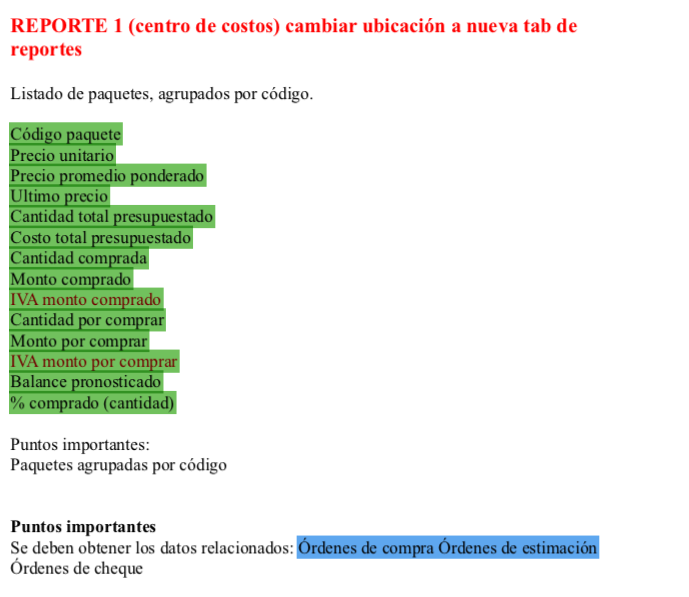 REPORTE 1 (centro de costos) cambiar ubicación a nueva tab de
reportes
Listado de paquetes, agrupados por código.
Código paquete
Precio unitario
Precio promedio ponderado
Ultimo precio
Cantidad total presupuestado
Costo total presupuestado
Cantidad comprada
Monto comprado
IVA monto comprado
Cantidad por comprar
Monto por comprar
IVA monto por comprar
Balance pronosticado
% comprado (cantidad)
Puntos importantes:
Paquetes agrupadas por código
Puntos importantes
Se deben obtener los datos relacionados: Órdenes de compra Órdenes de estimación
Órdenes de cheque